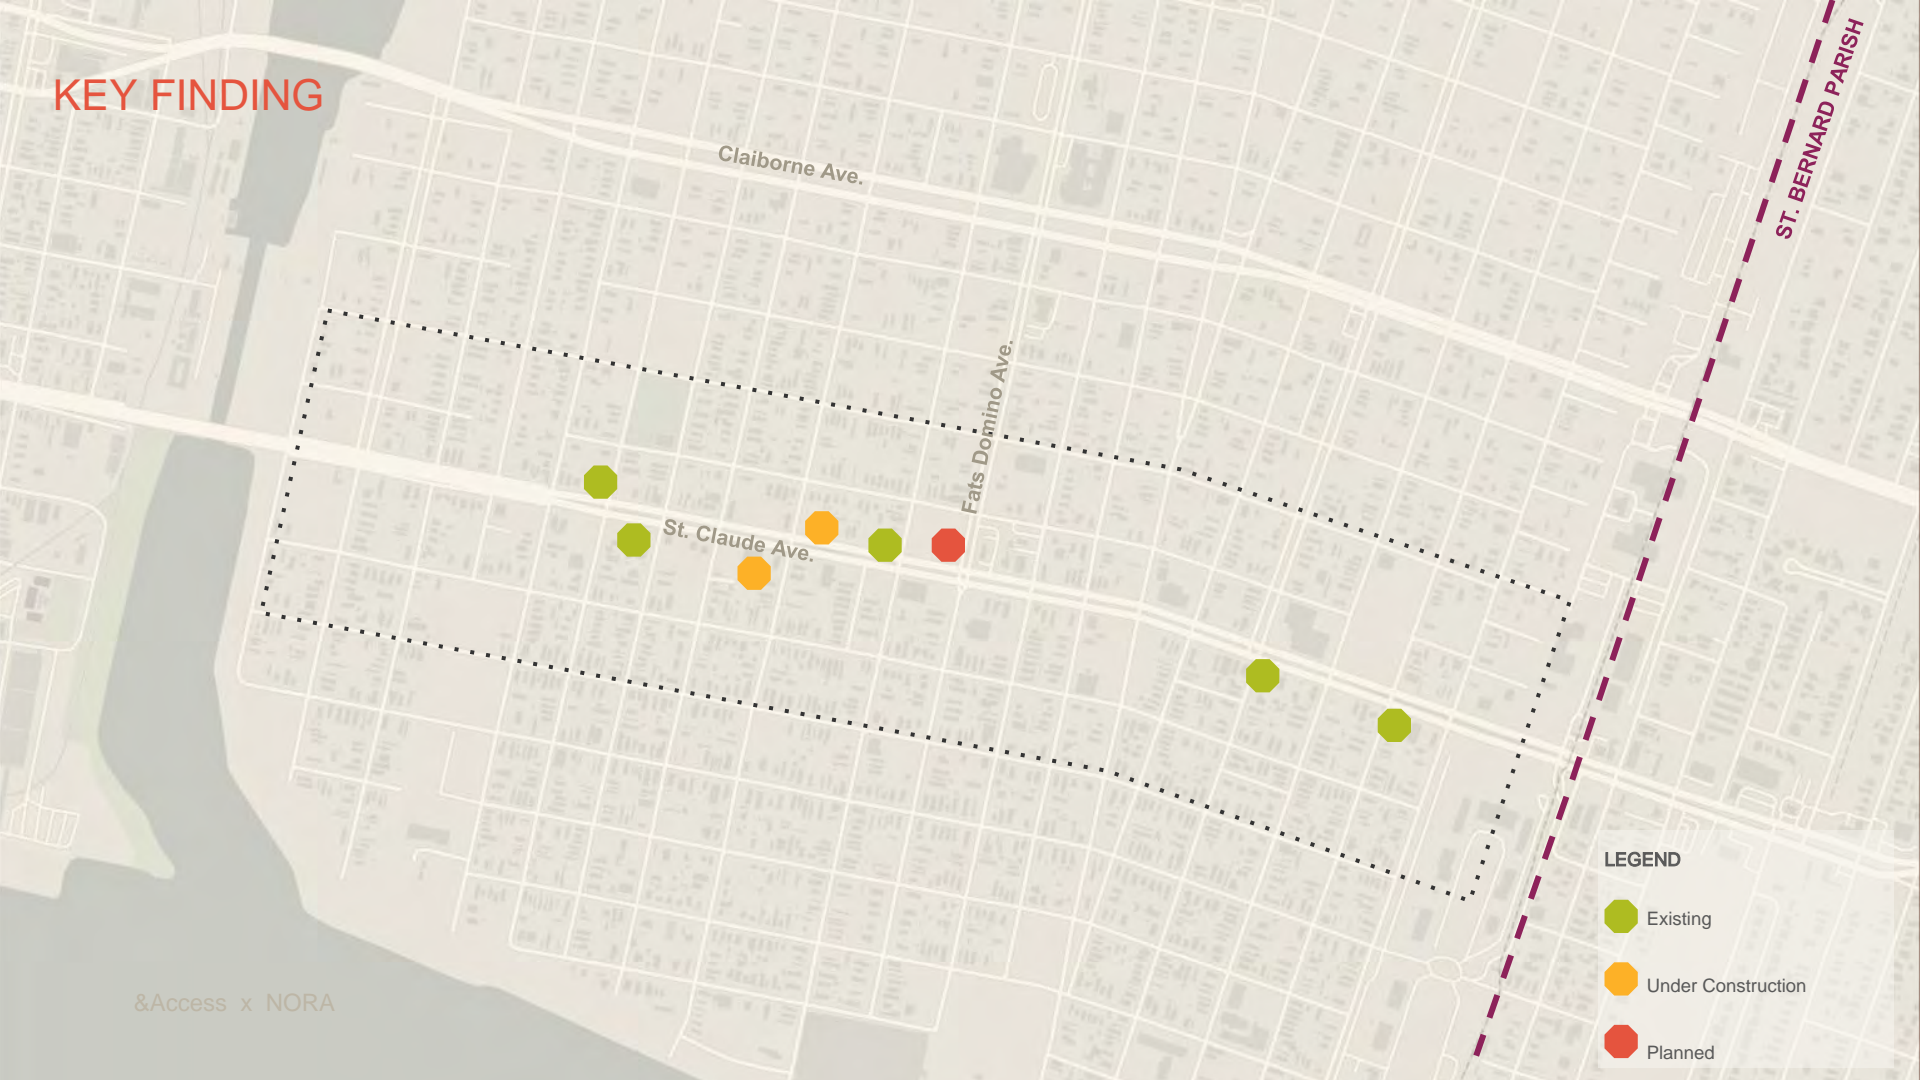 KEY FINDING
Claiborne Ave.
ST. BERNARD PARISH
Fats Domino Ave.
St. Claude Ave.
LEGEND
Existing
Under Construction
Planned
&Access x NORA